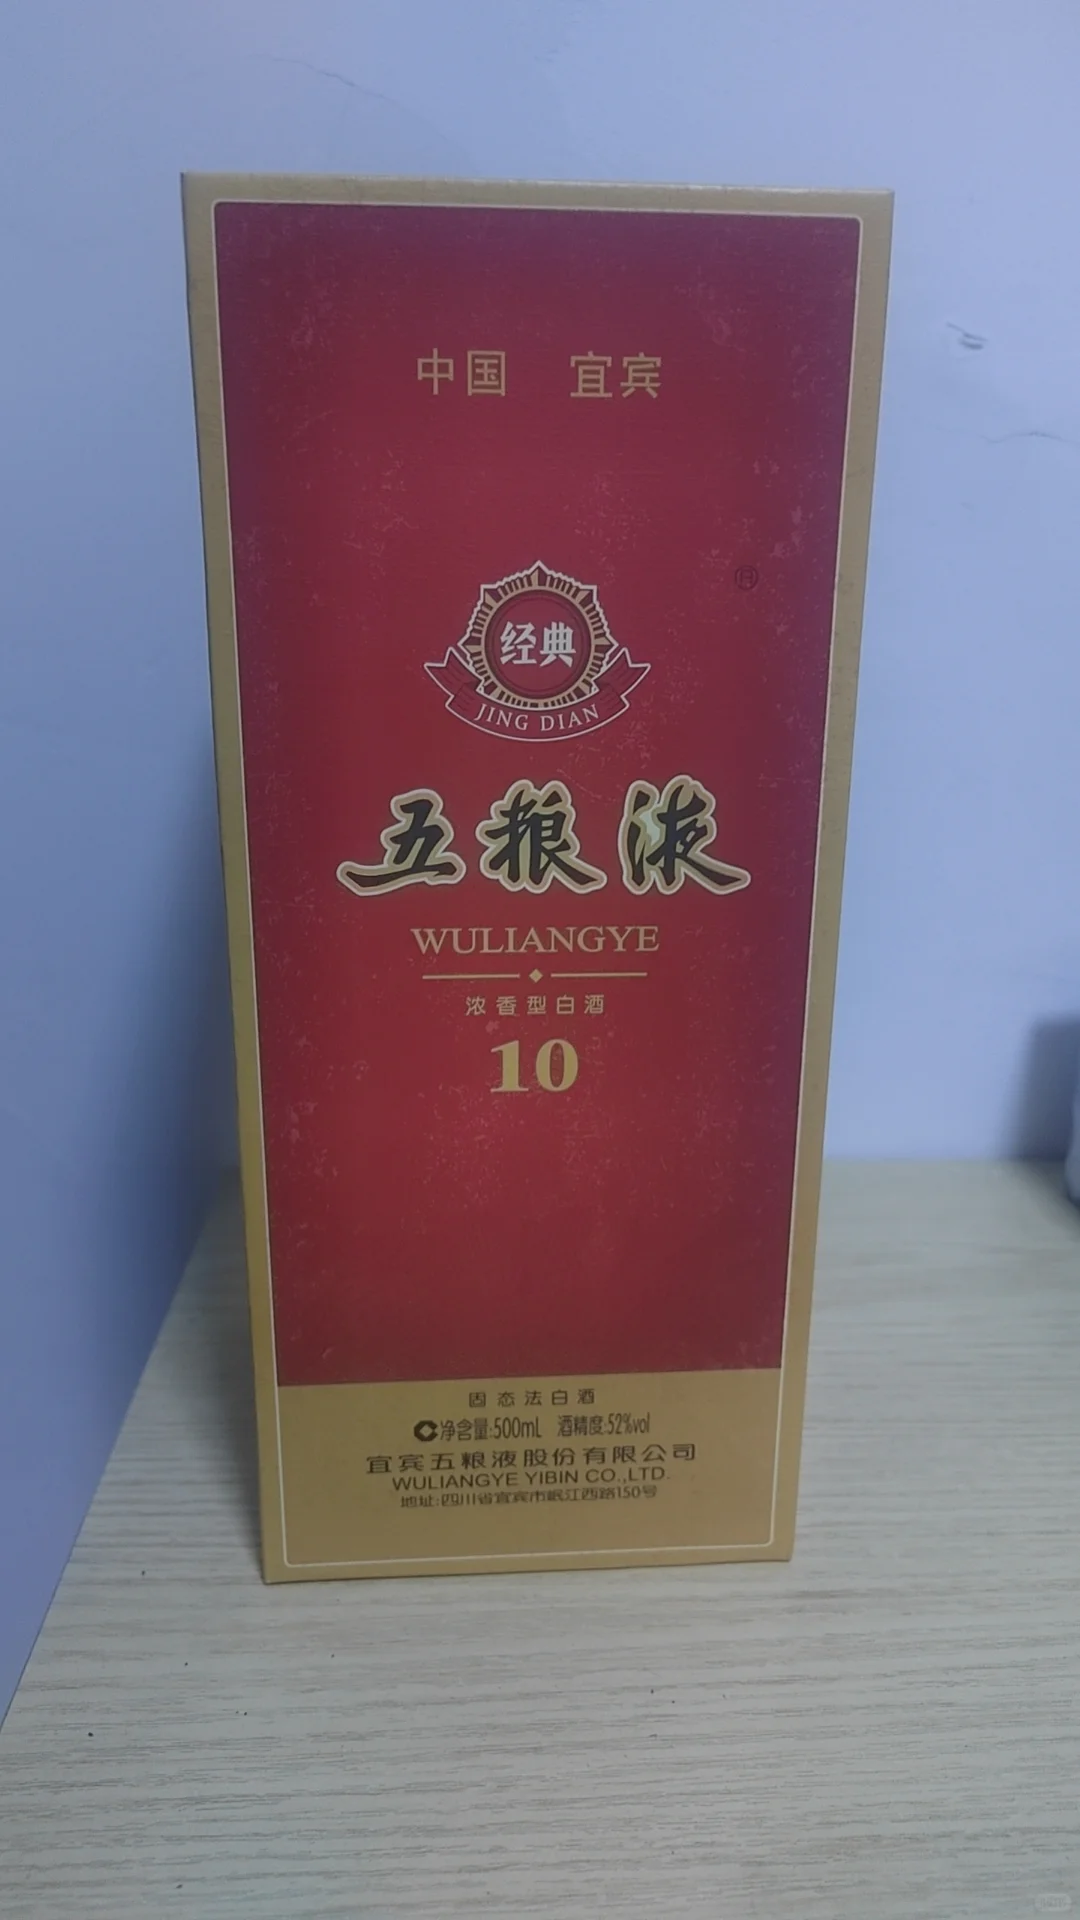 中国 宜宾
经典
JING DIAN
五粮液
WULIANGYE
浓香型白酒
10
固态法白酒
净含量:500mL 酒精度:52%vol
宜宾五粮液股份有限公司
WULIANGYE YIBIN CO.,LTD.
地址:四川省宜宾市岷江西路150号